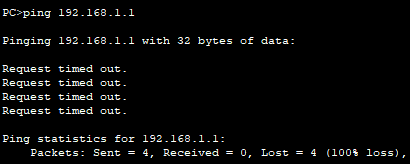 PC>ping 192.168.1.1
Pinging 192.168.1.1 with 32 bytes of data:
Request timed out.
Request timed out.
Request timed out.
Request timed out.
Ping statistics for 192.168.1.1:
Packets: Sent = 4, Received = 0, Lost = 4 (100% loss),